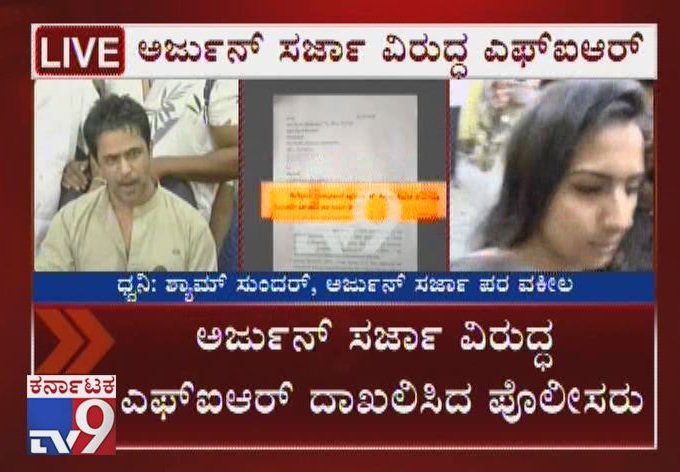 LIVE ಅರ್ಜುನ್ ಸರ್ಜಾ ವಿರುದ್ಧ ಎಫ್ಐಆರ್
TV9
ಧ್ವನಿ: ಶ್ಯಾಮ್ ಸುಂದರ್, ಅರ್ಜುನ್ ಸರ್ಜಾ ಪರ ವಕೀಲ
ಅರ್ಜುನ್ ಸರ್ಜಾ ವಿರುದ್ಧ
ಎಫ್ಐಆರ್ ದಾಖಲಿಸಿದ ಪೊಲೀಸರು
ಕರ್ನಾಟಕ
TV9